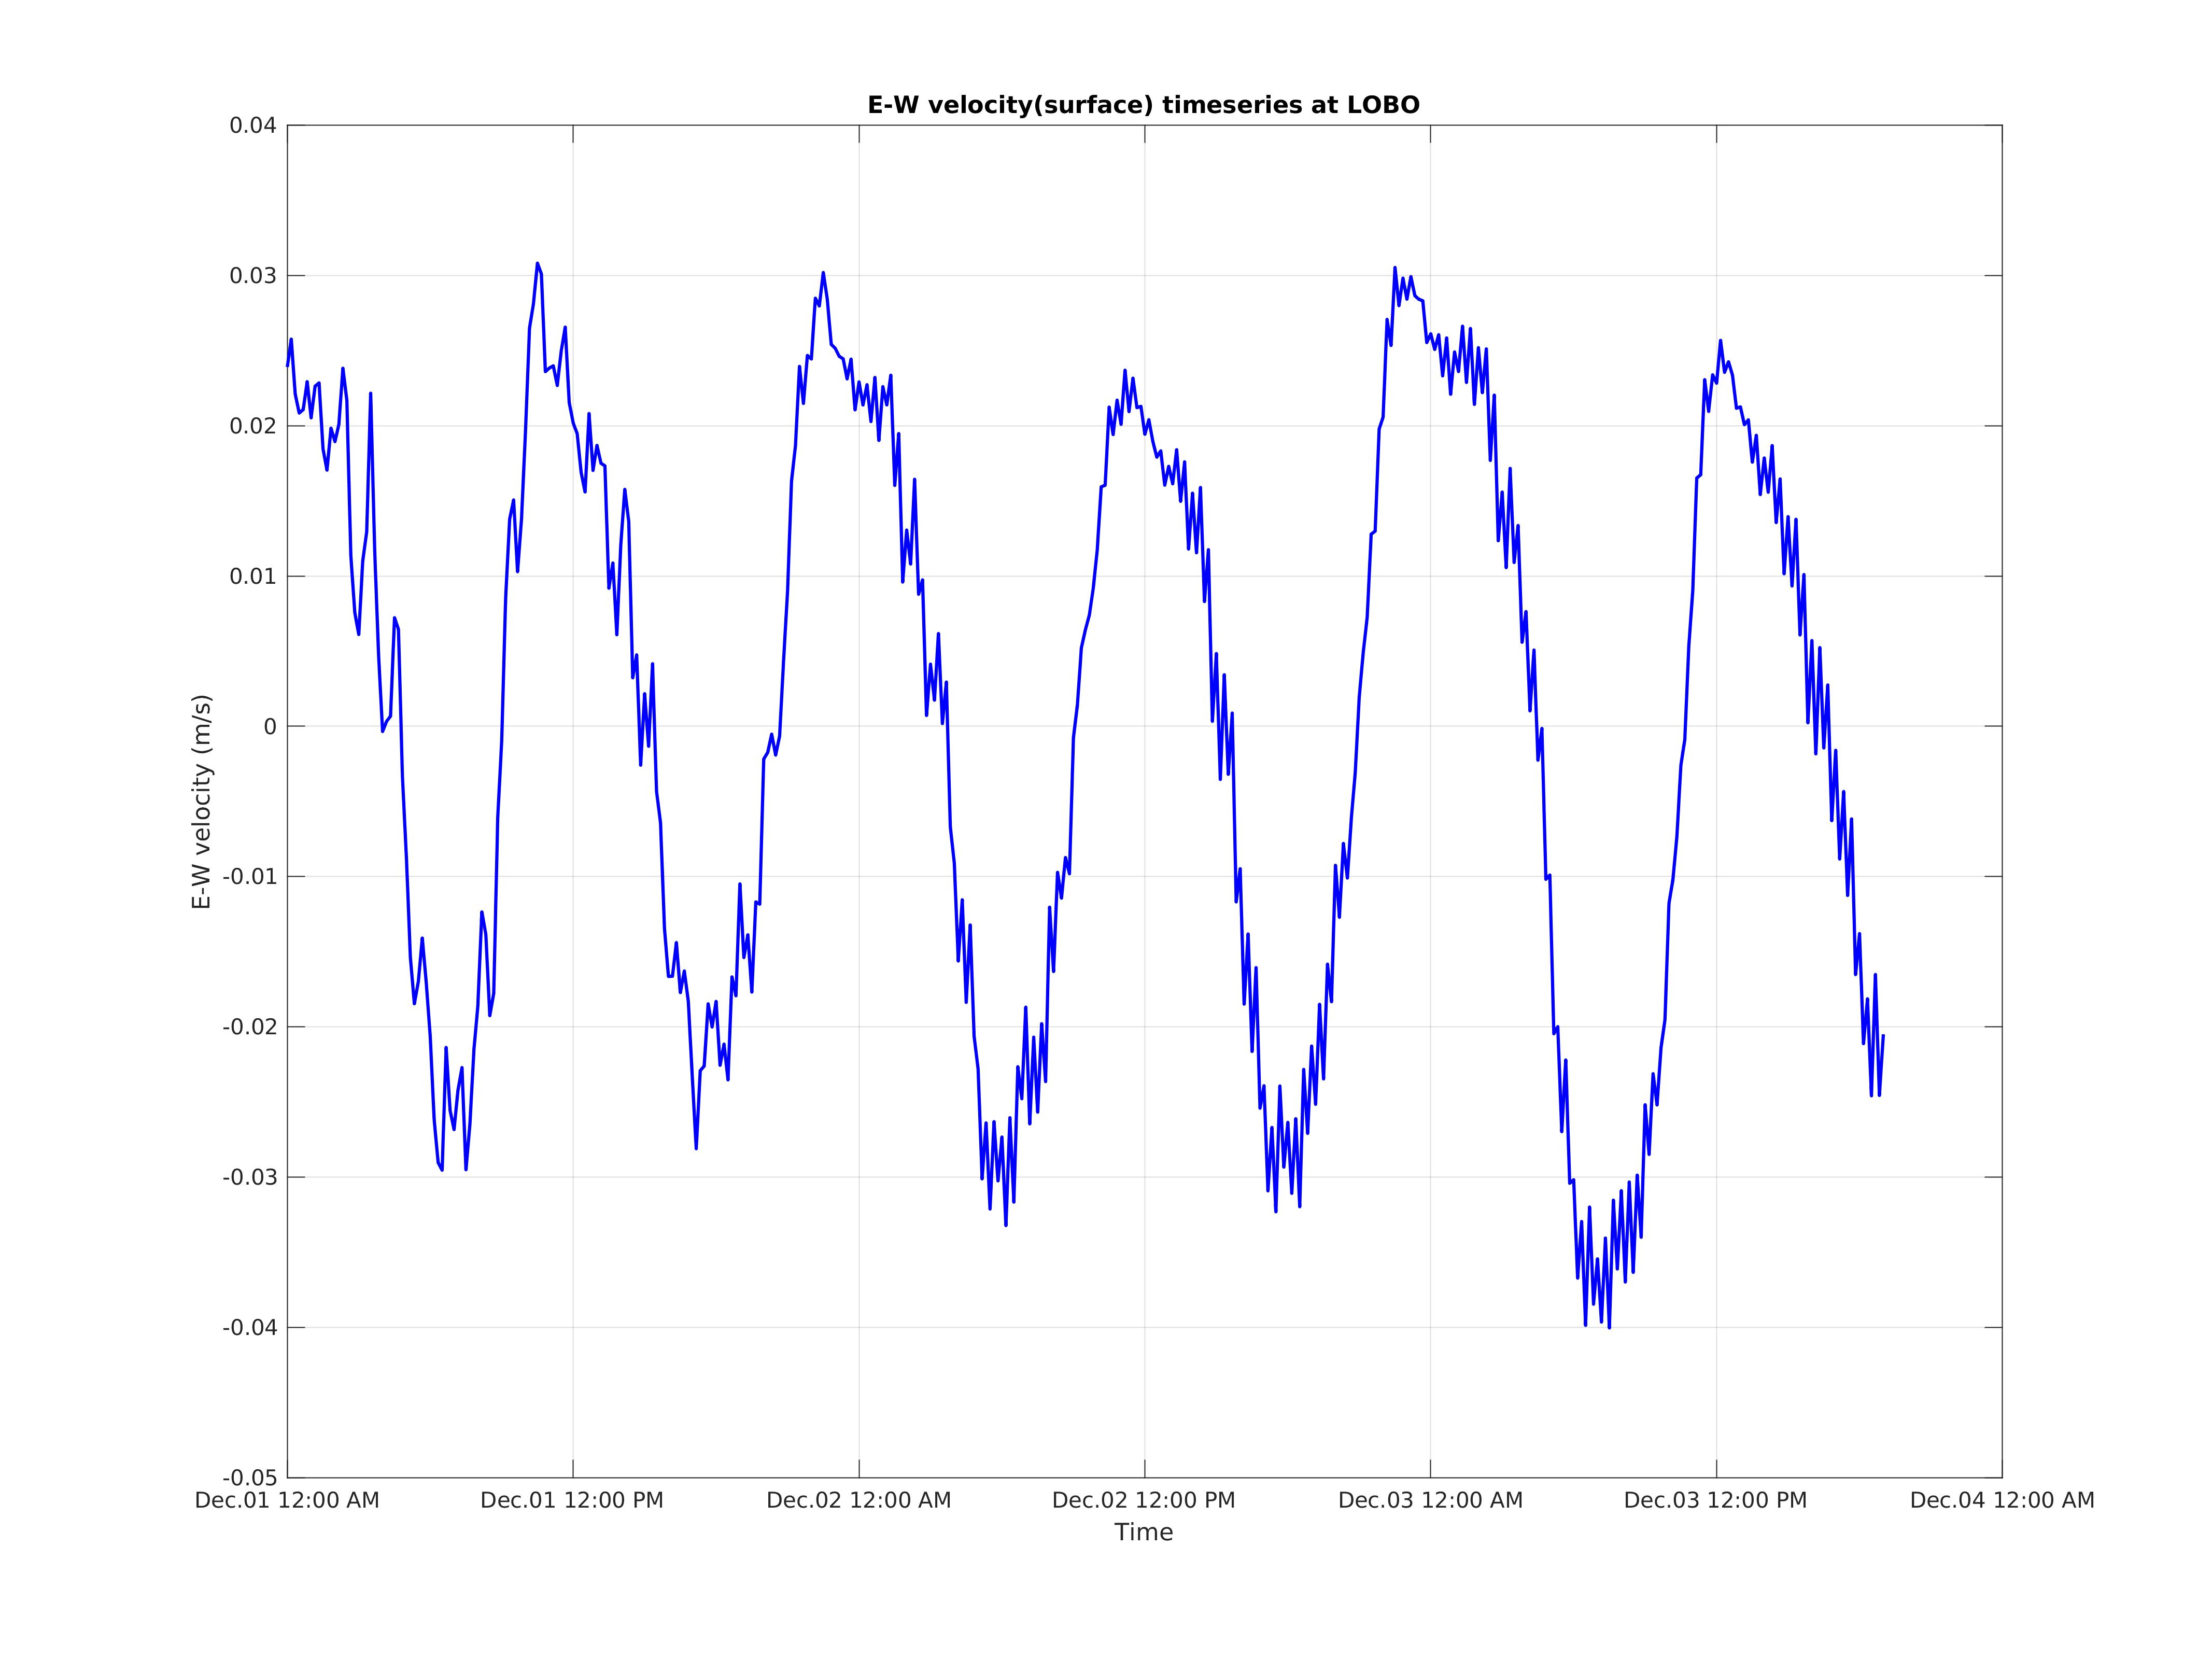 E-W velocity(surface) timeseries at LOBO
0.04
0.03
0.02
0.01
0
-0.01
-0.02
-0.03
-0.04
-0.05
E-W velocity (m/s)
Dec.01 12:00 AM Dec.01 12:00 PM Dec.02 12:00 AM Dec.02 12:00 PM Dec.03 12:00 AM Dec.03 12:00 PM Dec.04 12:00 AM
Time